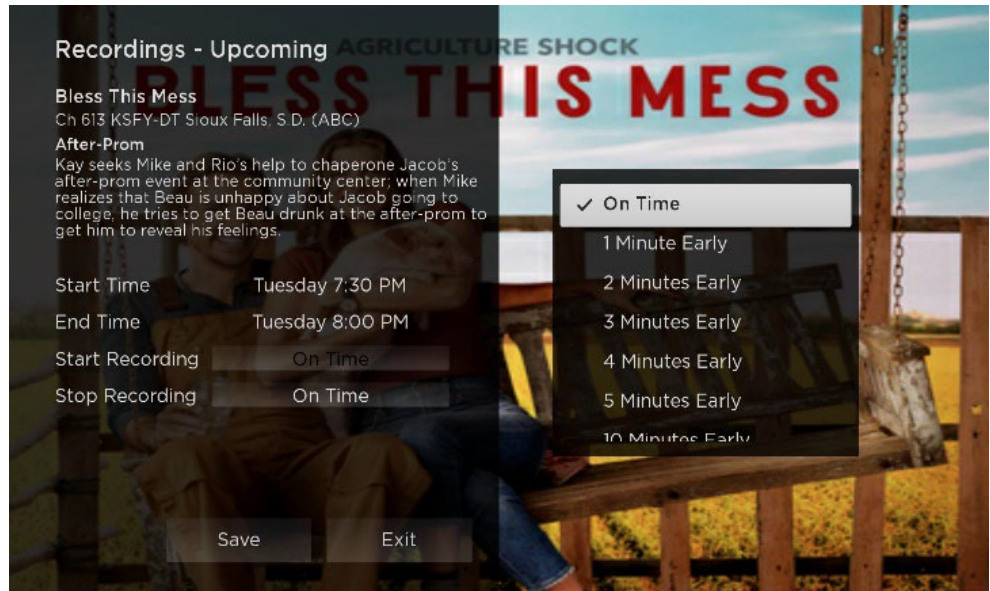 Recordings - Upcoming
AGRICULTURE SHOCK
BLESS THIS MESS
Bless This Mess
Ch 613 KSFY-DT Sioux Falls, S.D. (ABC)
After-Prom
Kay seeks Mike and Rio's help to chaperone Jacob's
after-prom event at the community center; when Mike
realizes that Beau is unhappy about Jacob going to
college, he tries to get Beau drunk at the after-prom to
get him to reveal his feelings.
Start Time Tuesday 7:30 PM
End Time Tuesday 8:00 PM
Start Recording On Time
Stop Recording On Time
Save Exit
✓ On Time
1 Minute Early
2 Minutes Early
3 Minutes Early
4 Minutes Early
5 Minutes Early
10 Minutes Early